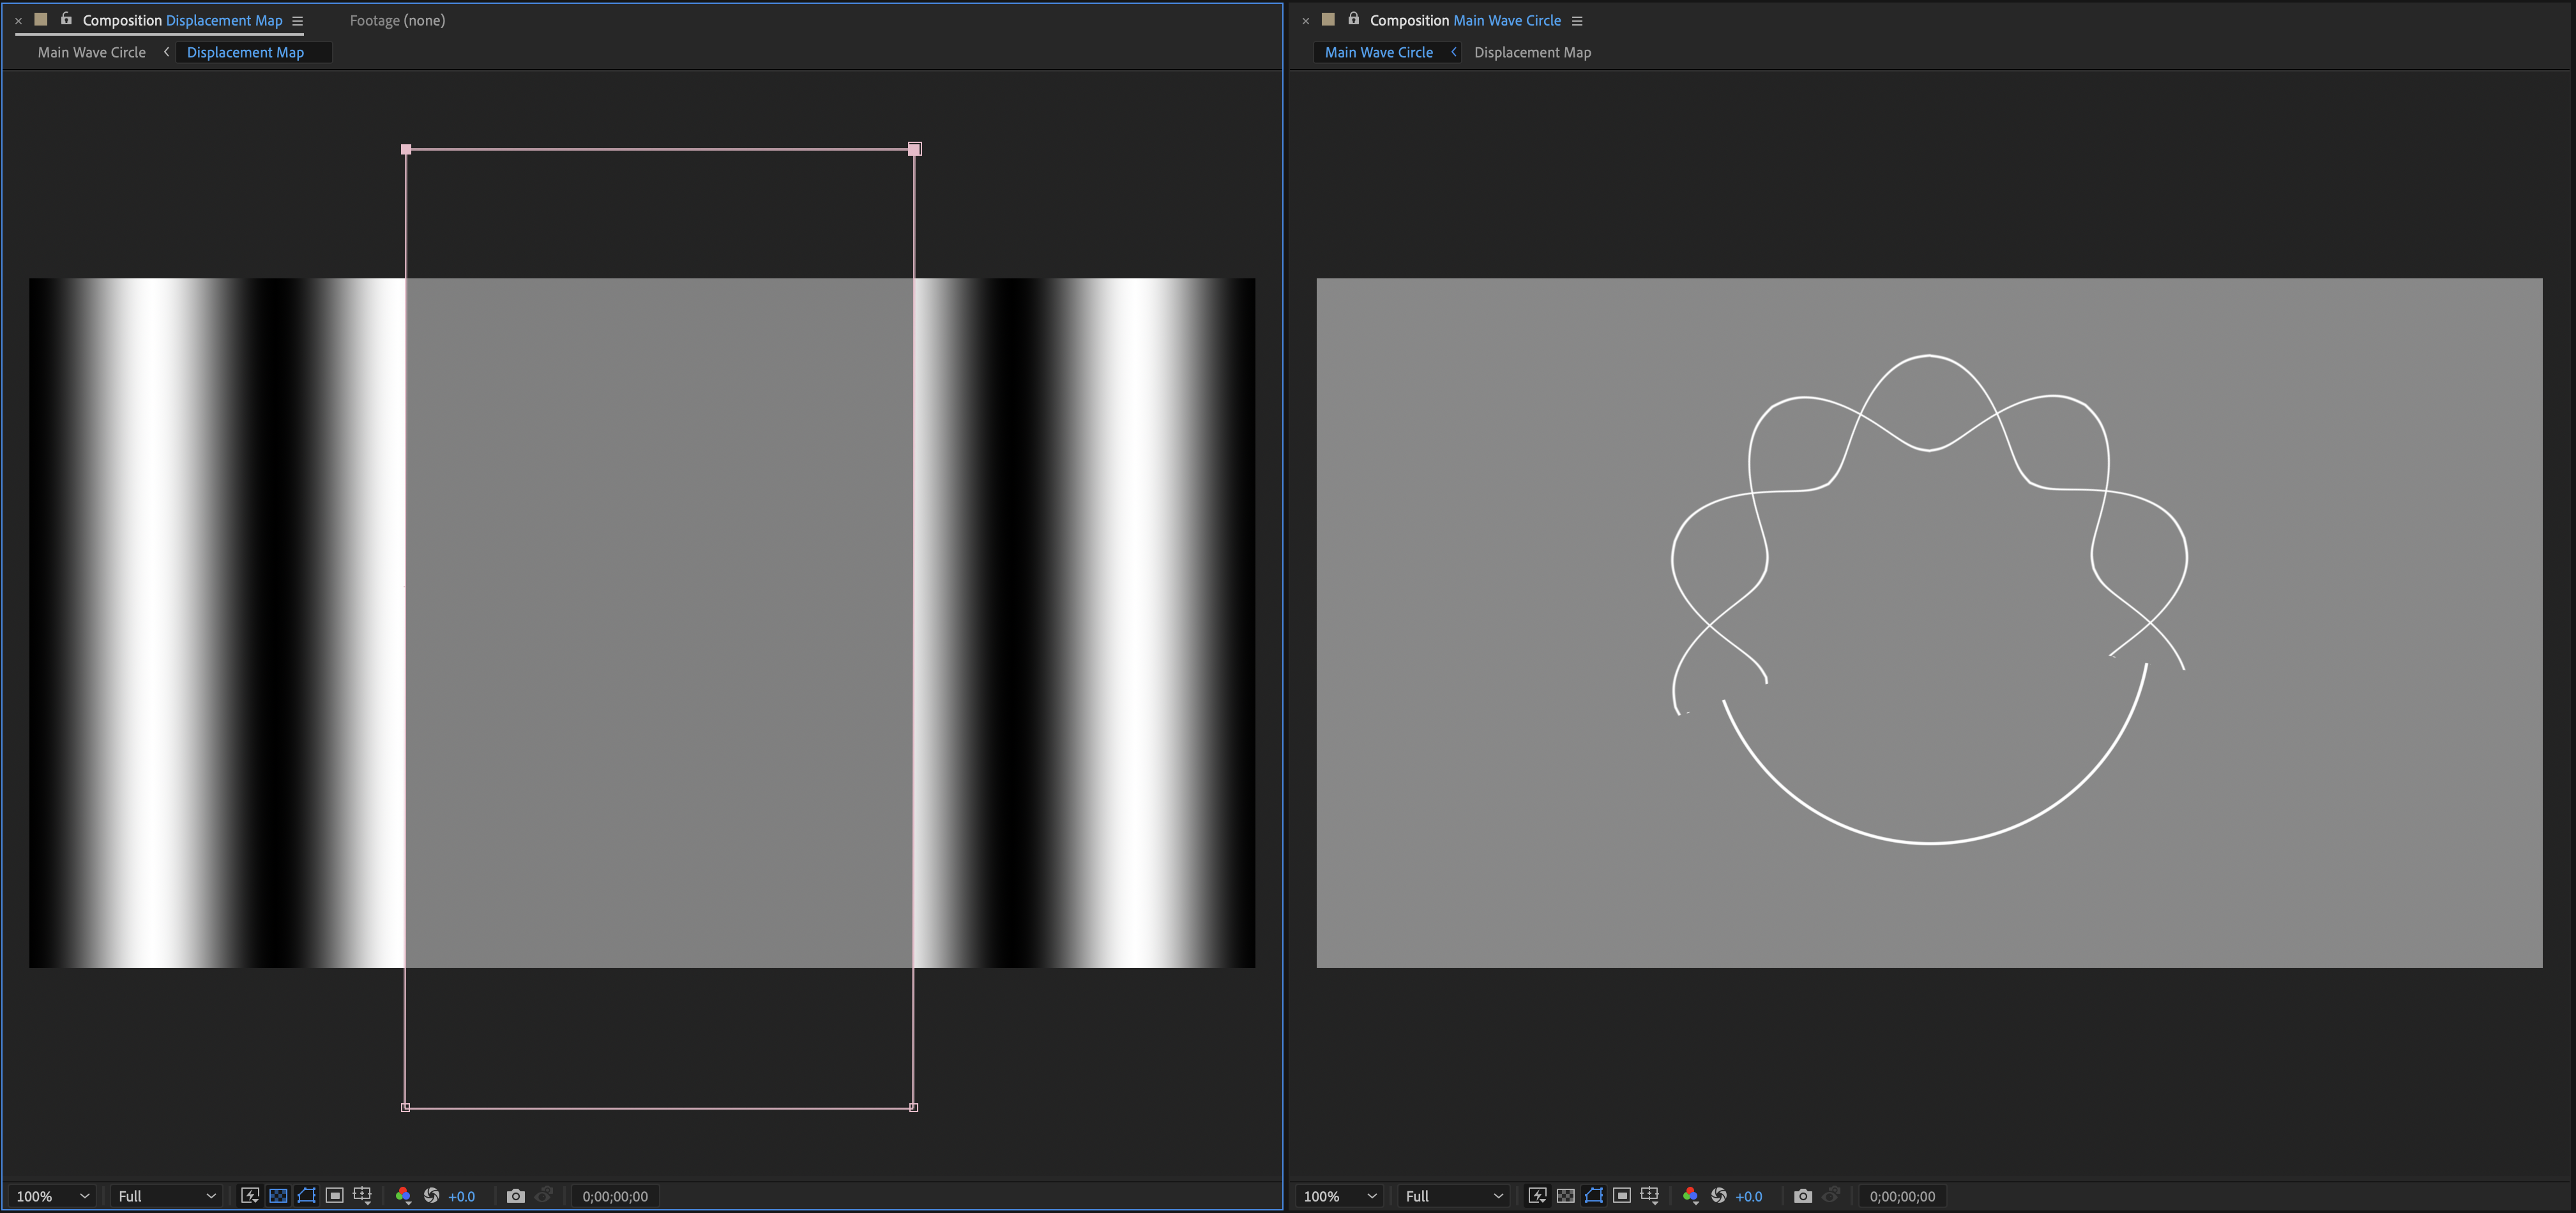 Composition Displacement Map
Footage (none)
Main Wave Circle
Displacement Map
Composition Main Wave Circle
Main Wave Circle
Displacement Map
100%
Full
+0.0
0;00;00;00
100%
Full
+0.0
0;00;00;00